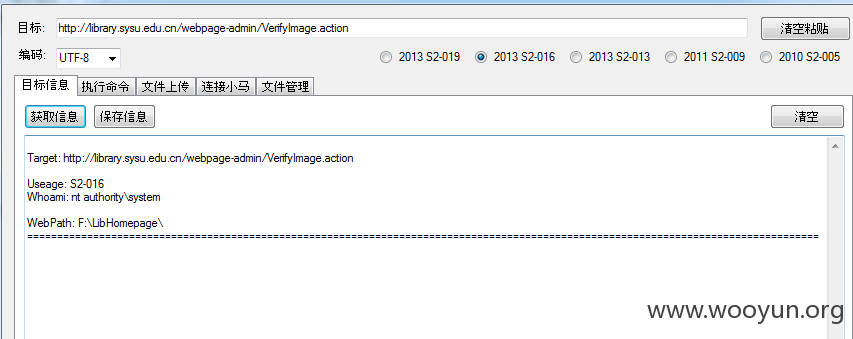 目标: http://library.sysu.edu.cn/webpage-admin/VerifyImage.action 清空粘贴
编码: UTF-8 2013 S2-019 2013 S2-016 2013 S2-013 2011 S2-009 2010 S2-005
目标信息 执行命令 文件上传 连接小马 文件管理
获取信息 保存信息 清空
Target: http://library.sysu.edu.cn/webpage-admin/VerifyImage.action
Useage: S2-016
Whoami: nt authority\system
WebPath: F:\LibHomepage\
================================================================================
www.wooyun.org